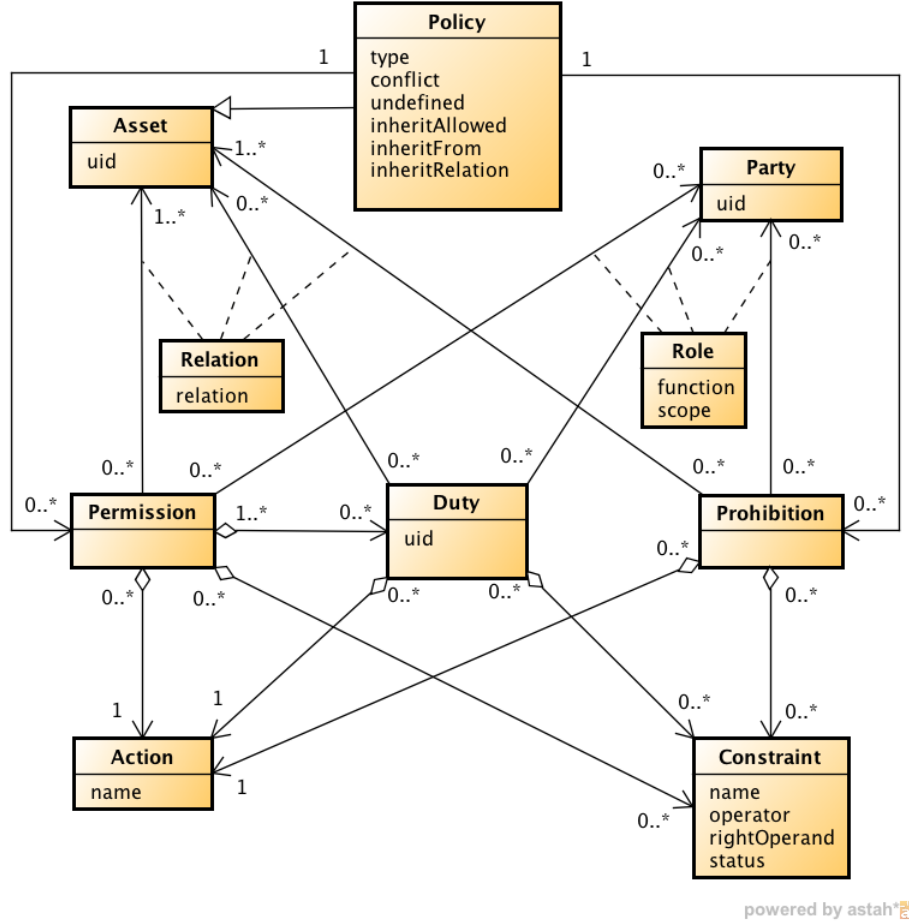 Policy
type
conflict
undefined
inheritAllowed
inheritFrom
inheritRelation
1
1
Asset
uid
1..*
0..*
1..*
Party
uid
0..*
0..*
0..*
Relation
relation
Role
function
scope
0..*
0..*
0..*
0..*
0..*
0..*
Permission
0..*
1..*
0..*
Duty
uid
Prohibition
0..*
0..*
0..*
0..*
0..*
0..*
0..*
1
1
1
0..*
0..*
0..*
Action
name
Constraint
name
operator
rightOperand
status
powered by astah*